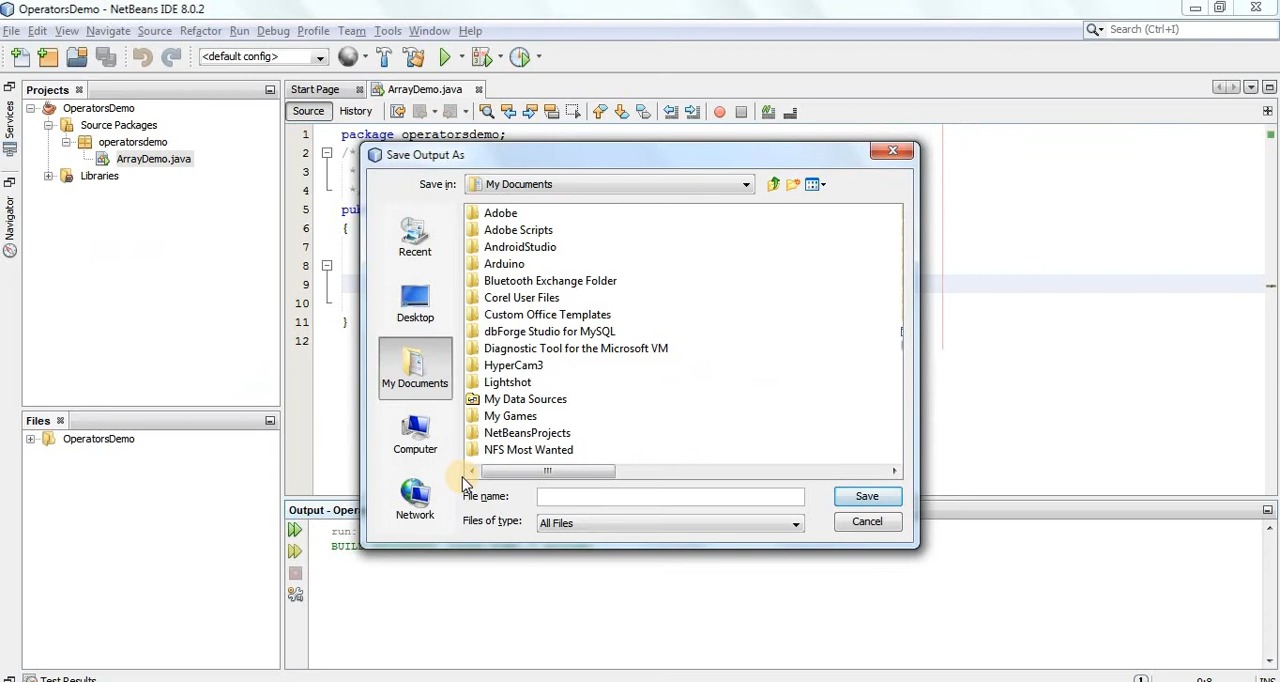 OperatorsDemo - NetBeans IDE 8.0.2
File Edit View Navigate Source Refactor Run Debug Profile Team Tools Window Help
Search (Ctrl+I)
<default config>
Projects
Start Page
ArrayDemo.java
Services
OperatorsDemo
Source Packages
operatorsdemo
ArrayDemo.java
Libraries
Navigator
Source
History
1 package operatorsdemo;
2 /*
3 *
4
5
6 {
7
8
9
10
11 }
12
Save Output As
Save in:
My Documents
Recent
Desktop
My Documents
Computer
Network
Adobe
Adobe Scripts
AndroidStudio
Arduino
Bluetooth Exchange Folder
Corel User Files
Custom Office Templates
dbForge Studio for MySQL
Diagnostic Tool for the Microsoft VM
HyperCam3
Lightshot
My Data Sources
My Games
NetBeansProjects
NFS Most Wanted
File name:
Save
Files of type:
All Files
Cancel
Files
OperatorsDemo
run:
Test Results